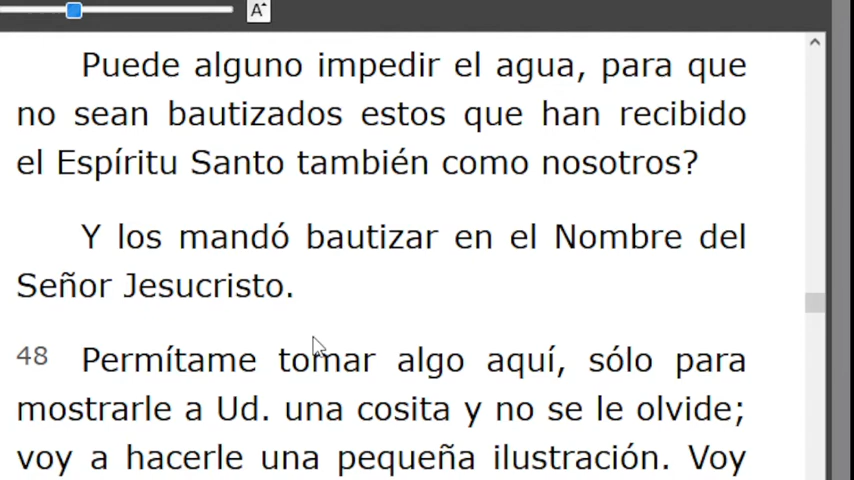 A
Puede alguno impedir el agua, para que
no sean bautizados estos que han recibido
el Espíritu Santo también como nosotros?
Y los mandó bautizar en el Nombre del
Señor Jesucristo.
48 Permítame tomar algo aquí, sólo para
mostrarle a Ud. una cosita y no se le olvide;
voy a hacerle una pequeña ilustración. Voy